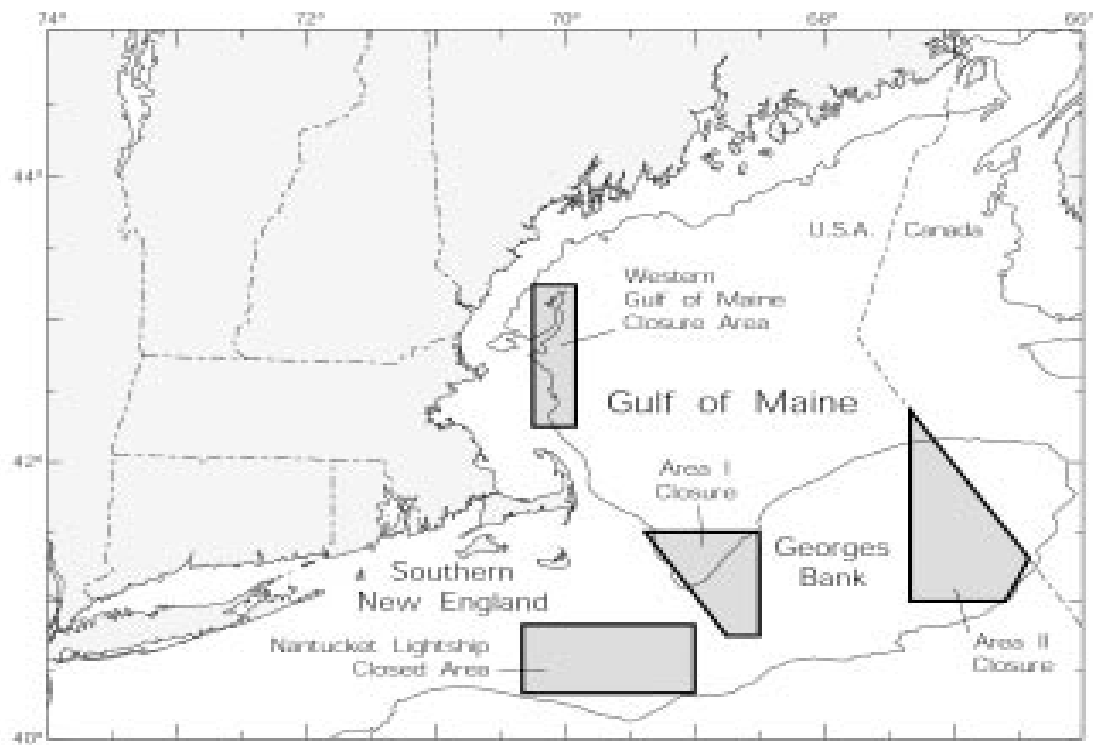 74° 72° 70° 68° 66°
44°
U.S.A. Canada
Western
Gulf of Maine
Closure Area
Gulf of Maine
42°
Area I
Closure
Georges
Bank
Southern
New England
Nantucket Lightship
Closed Area
Area II
Closure
40°